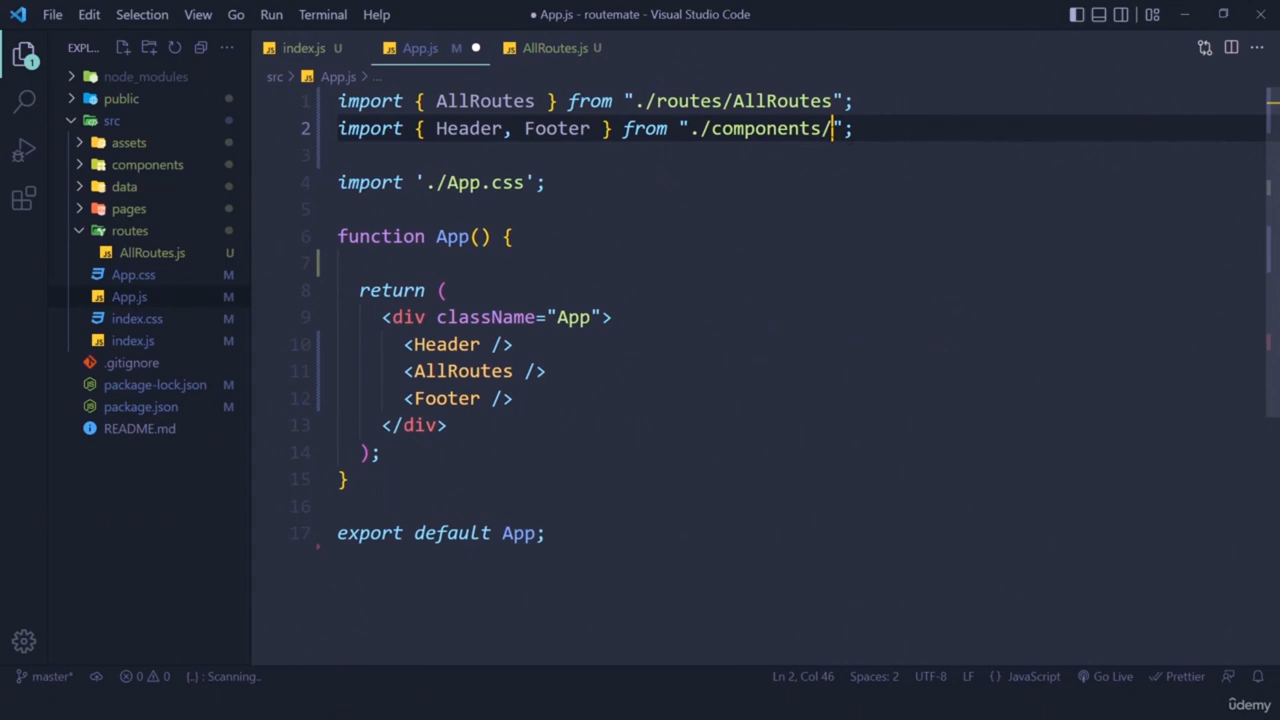 File Edit Selection View Go Run Terminal Help ● App.js - routemate - Visual Studio Code
EXPL... ···
index.js U App.js M AllRoutes.js U
src > App.js > ...
node_modules
public
src
assets
components
data
pages
routes
AllRoutes.js U
App.css M
App.js M
index.css M
index.js M
.gitignore
package-lock.json M
package.json M
README.md
1 import { AllRoutes } from "./routes/AllRoutes";
2 import { Header, Footer } from "./components/";
3
4 import './App.css';
5
6 function App() {
7
8 return (
9 <div className="App">
10 <Header />
11 <AllRoutes />
12 <Footer />
13 </div>
14 );
15 }
16
17 export default App;
1
master* 0 0 {..} : Scanning.. Ln 2, Col 46 Spaces: 2 UTF-8 LF {} JavaScript Go Live Prettier
ûdemy